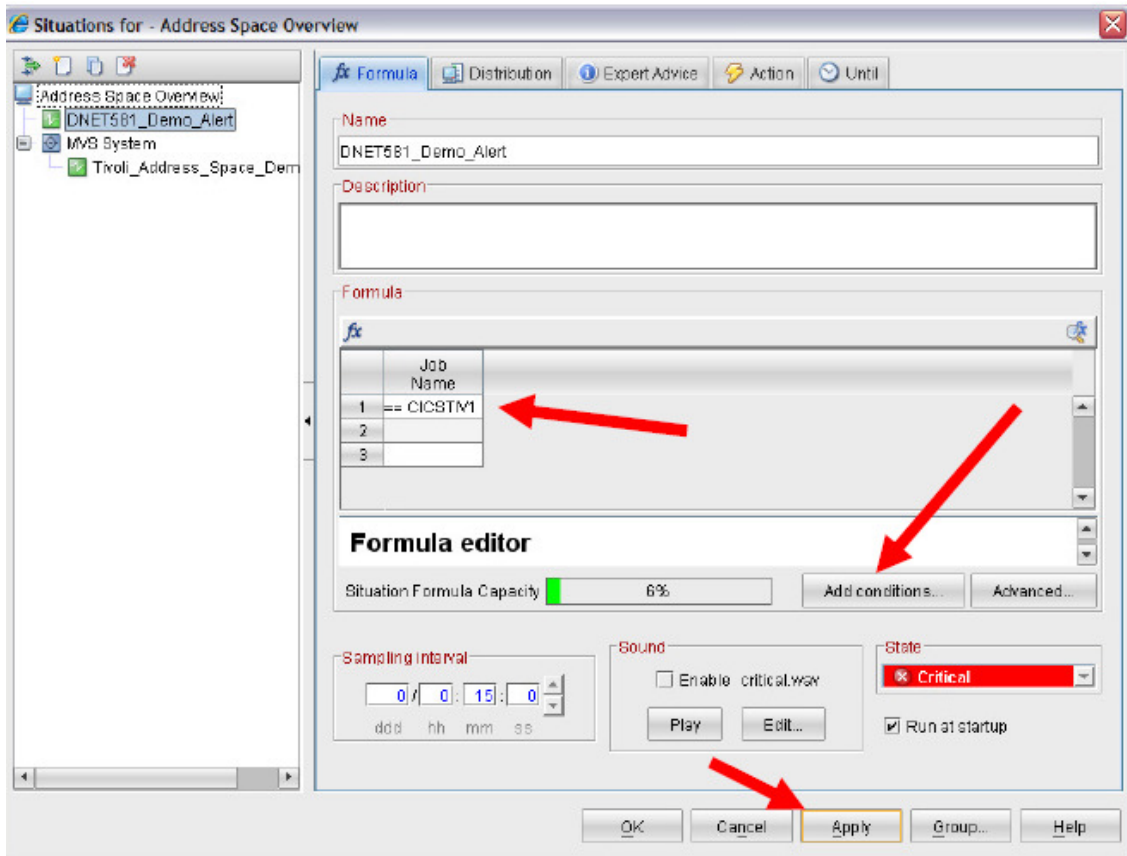 Situations for - Address Space Overview
Address Space Overview
DNET581_Demo_Alert
MVS System
Tivoli_Address_Space_Dem
fx Formula
Distribution
Expert Advice
Action
Until
Name
DNET581_Demo_Alert
Description
Formula
fx
Job
Name
1 == CICSTIV1
2
3
Formula editor
Situation Formula Capacity 6% Add conditions... Advanced...
Sampling interval
0 / 0 : 15 : 0
ddd hh mm ss
Sound
Enable critical.wav
Play Edit...
State
Critical
Run at startup
OK Cancel Apply Group... Help